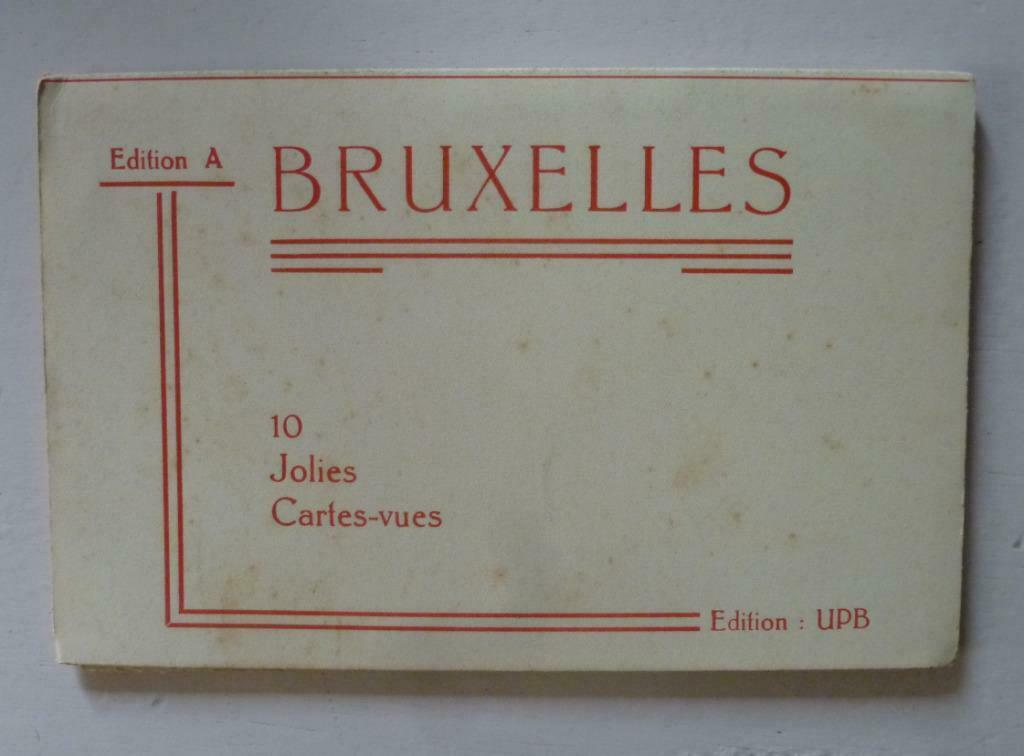 Edition A
BRUXELLES
10
Jolies
Cartes-vues
Edition : UPB